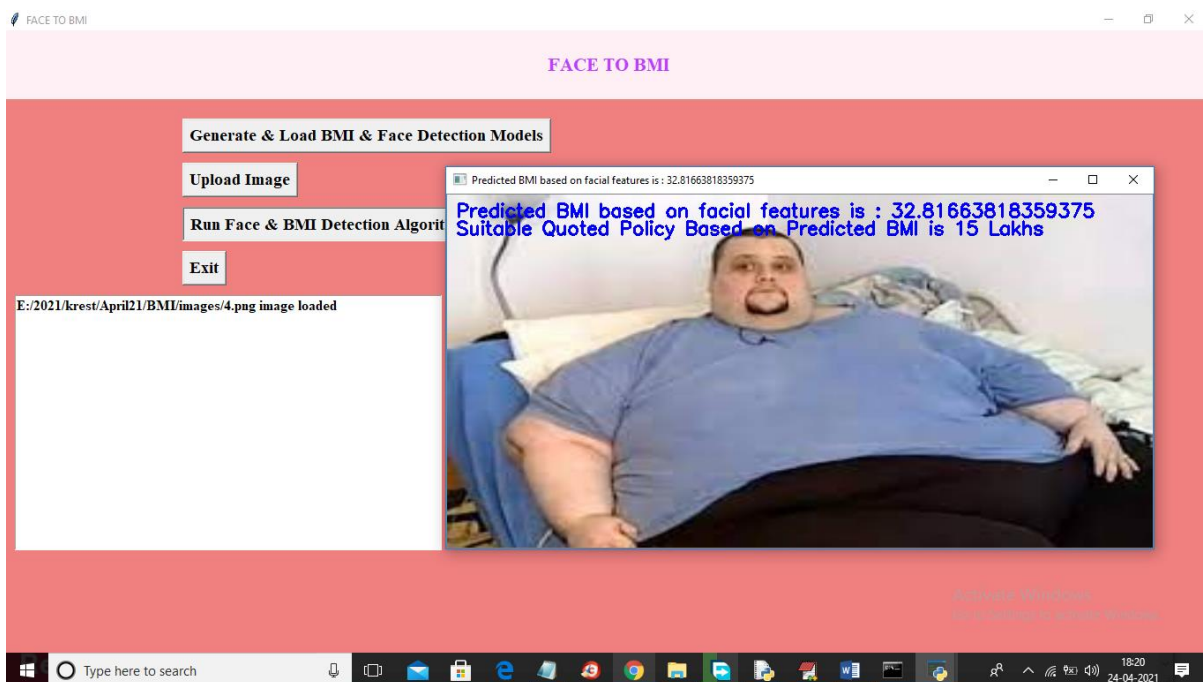 FACE TO BMI
FACE TO BMI
Generate & Load BMI & Face Detection Models
Upload Image
Run Face & BMI Detection Algorit
Exit
E:/2021/krest/April21/BMI/images/4.png image loaded
Predicted BMI based on facial features is : 32.81663818359375
Predicted BMI based on facial features is : 32.81663818359375
Suitable Quoted Policy Based on Predicted BMI is 15 Lakhs
Activate Windows
Type here to search
18:20
24-04-2021